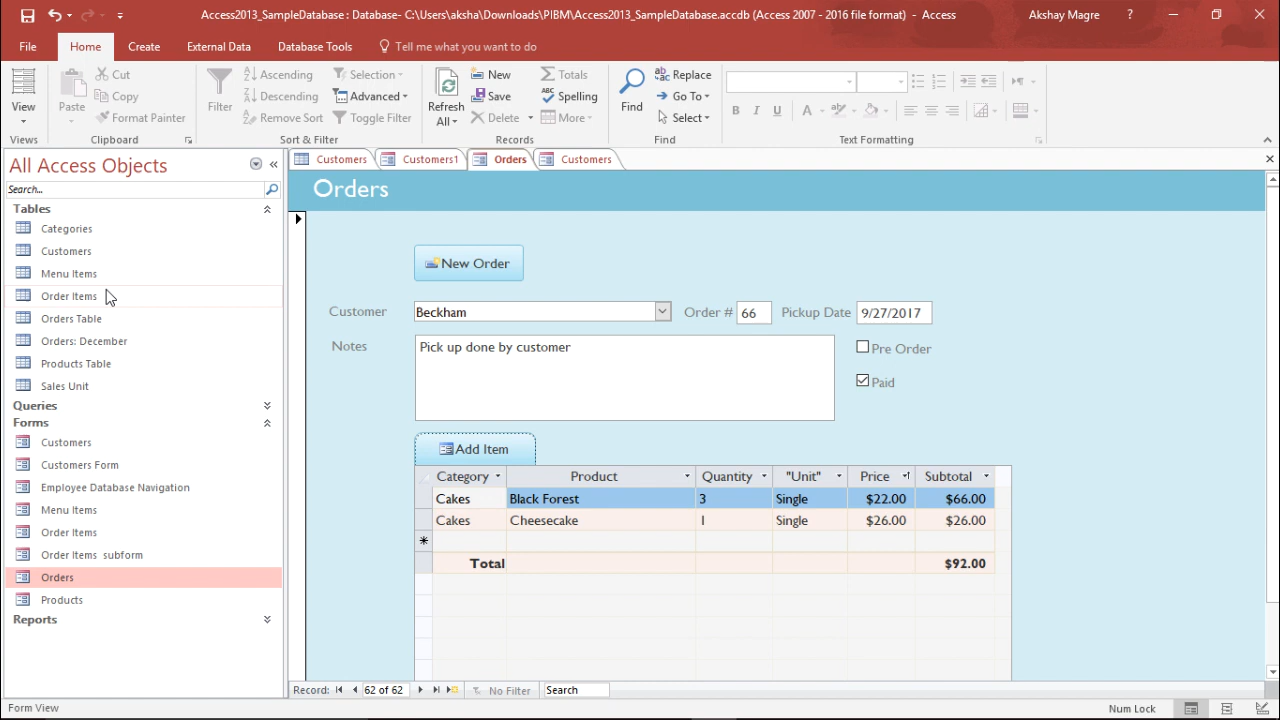 Access2013_SampleDatabase : Database- C:\Users\aksha\Downloads\PIBM\Access2013_SampleDatabase.accdb (Access 2007 - 2016 file format) - Access
Akshay Magre
?
File Home Create External Data Database Tools Tell me what you want to do
View
Views
Paste
Cut
Copy
Format Painter
Clipboard
Filter
Ascending
Descending
Remove Sort
Selection
Advanced
Toggle Filter
Sort & Filter
Refresh All
New
Save
Delete
Totals
Spelling
More
Records
Find
Replace
Go To
Select
Find
B I U A
Text Formatting
All Access Objects
Search...
Tables
Categories
Customers
Menu Items
Order Items
Orders Table
Orders: December
Products Table
Sales Unit
Queries
Forms
Customers
Customers Form
Employee Database Navigation
Menu Items
Order Items
Order Items subform
Orders
Products
Reports
Customers Customers1 Orders Customers
Orders
New Order
Customer Beckham Order # 66 Pickup Date 9/27/2017
Notes Pick up done by customer
Pre Order
Paid
Add Item
Category Product Quantity "Unit" Price Subtotal
Cakes Black Forest 3 Single $22.00 $66.00
Cakes Cheesecake 1 Single $26.00 $26.00
Total $92.00
Record: 62 of 62 No Filter Search
Form View Num Lock